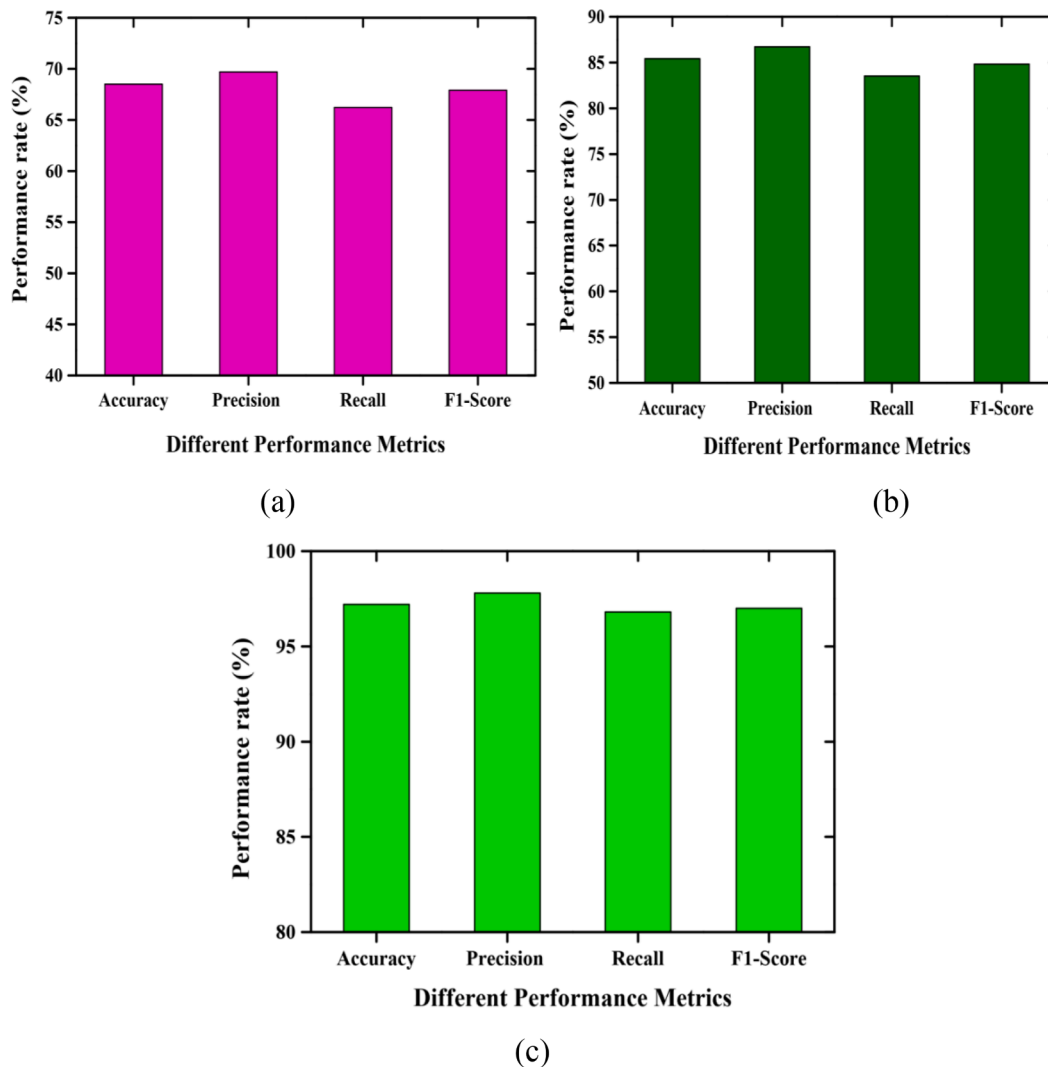 75
70
65
60
55
50
45
40
Performance rate (%)
Accuracy Precision Recall F1-Score
Different Performance Metrics
(a)
90
85
80
75
70
65
80
55
50
Performance rate (%)
Accuracy Precision Recall F1-Score
Different Performance Metrics
(b)
100
95
90
85
80
Performance rate (%)
Accuracy Precision Recall F1-Score
Different Performance Metrics
(c)